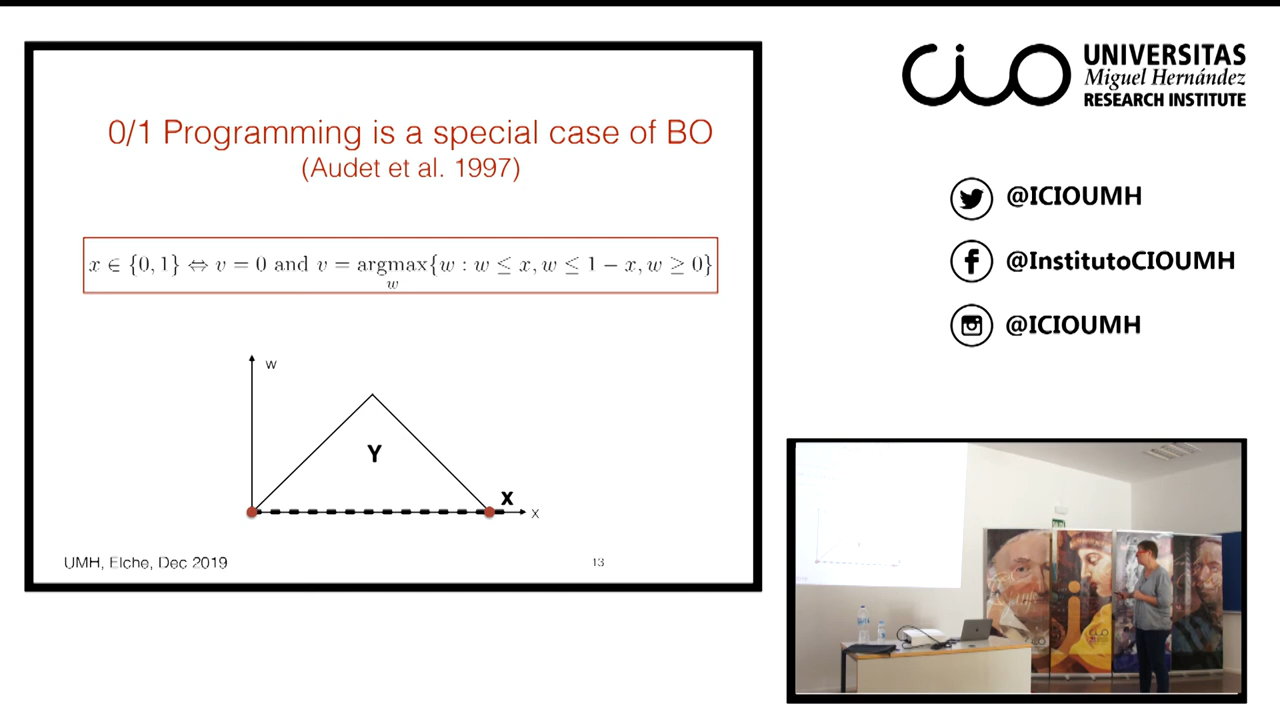 0/1 Programming is a special case of BO
(Audet et al. 1997)
x ∈ {0, 1} ⇔ v = 0 and v = argmax{w : w ≤ x, w ≤ 1 − x, w ≥ 0}
w
w
Y
X
x
UMH, Elche, Dec 2019
13
cio
UNIVERSITAS
Miguel Hernández
RESEARCH INSTITUTE
@ICIOUMH
@InstitutoCIOUMH
@ICIOUMH